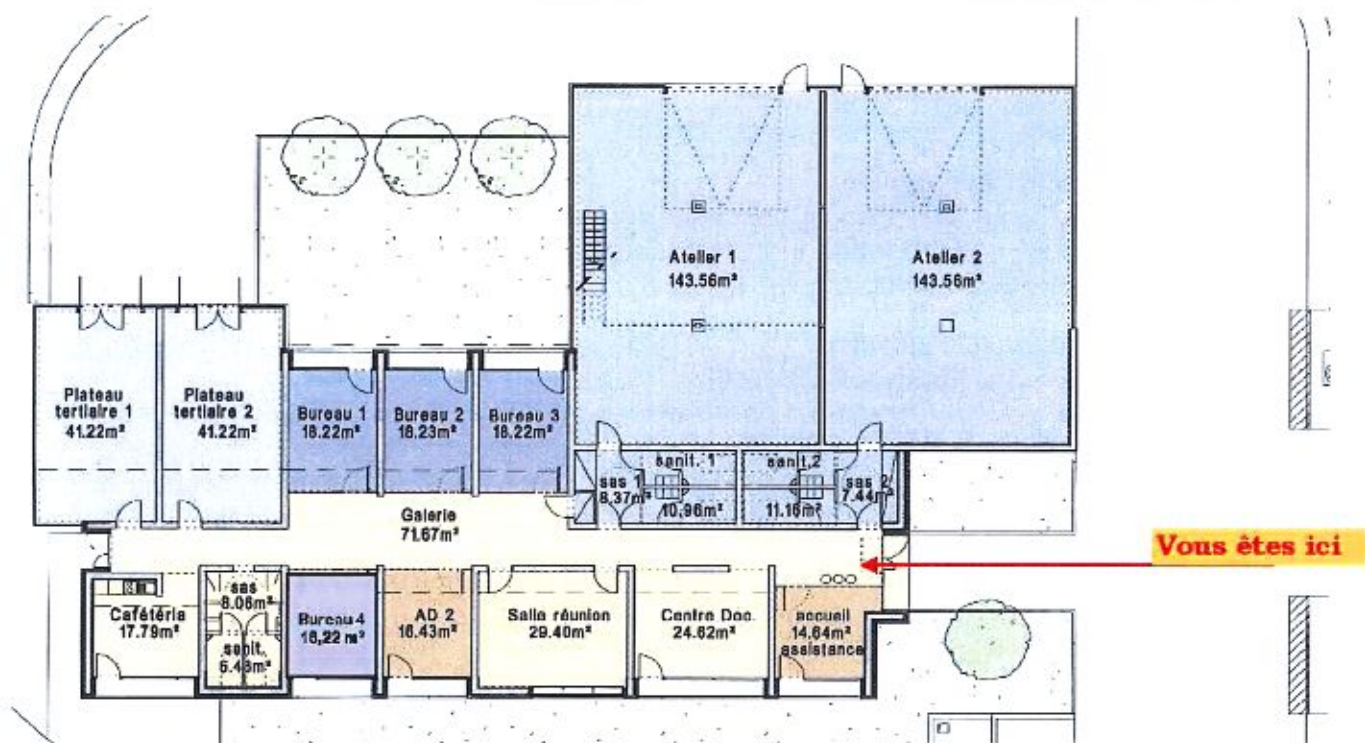 Atelier 1
143.56m²
Atelier 2
143.56m²
Plateau
tertiaire 1
41.22m²
Plateau
tertiaire 2
41.22m²
Bureau 1
18.22m²
Bureau 2
18.23m²
Bureau 3
18.22m²
sas 1
8.37m²
sanit. 1
10.96m²
sanit.2
11.16m²
sas 2
7.44m²
Galerie
71.67m²
Vous êtes ici
Cafétéria
17.79m²
sas
8.06m²
sanit.
6.43m²
Bureau 4
18,22 m²
AD 2
16.43m²
Salle réunion
29.40m²
Centre Doc
24.62m²
accueil
14.64m²
assistance